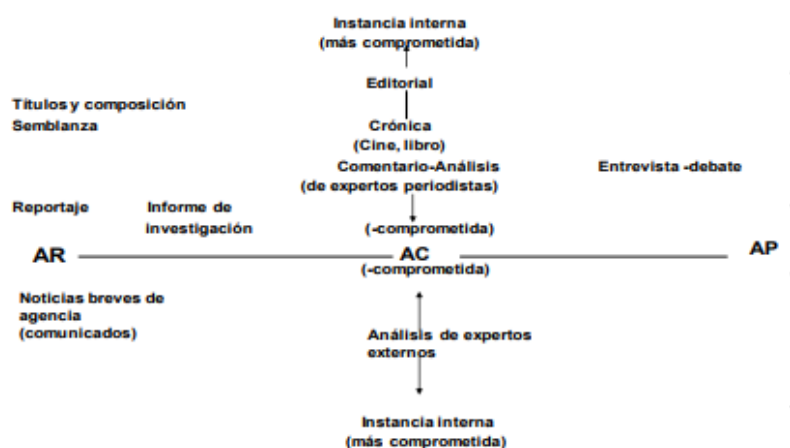 Instancia interna
(más comprometida)
Editorial
Títulos y composición
Semblanza
Crónica
(Cine, libro)
Comentario-Análisis
(de expertos periodistas)
Entrevista -debate
Reportaje
Informe de
investigación
(-comprometida)
AR
AC
AP
(-comprometida)
Noticias breves de
agencia
(comunicados)
Análisis de expertos
externos
Instancia interna
(más comprometida)